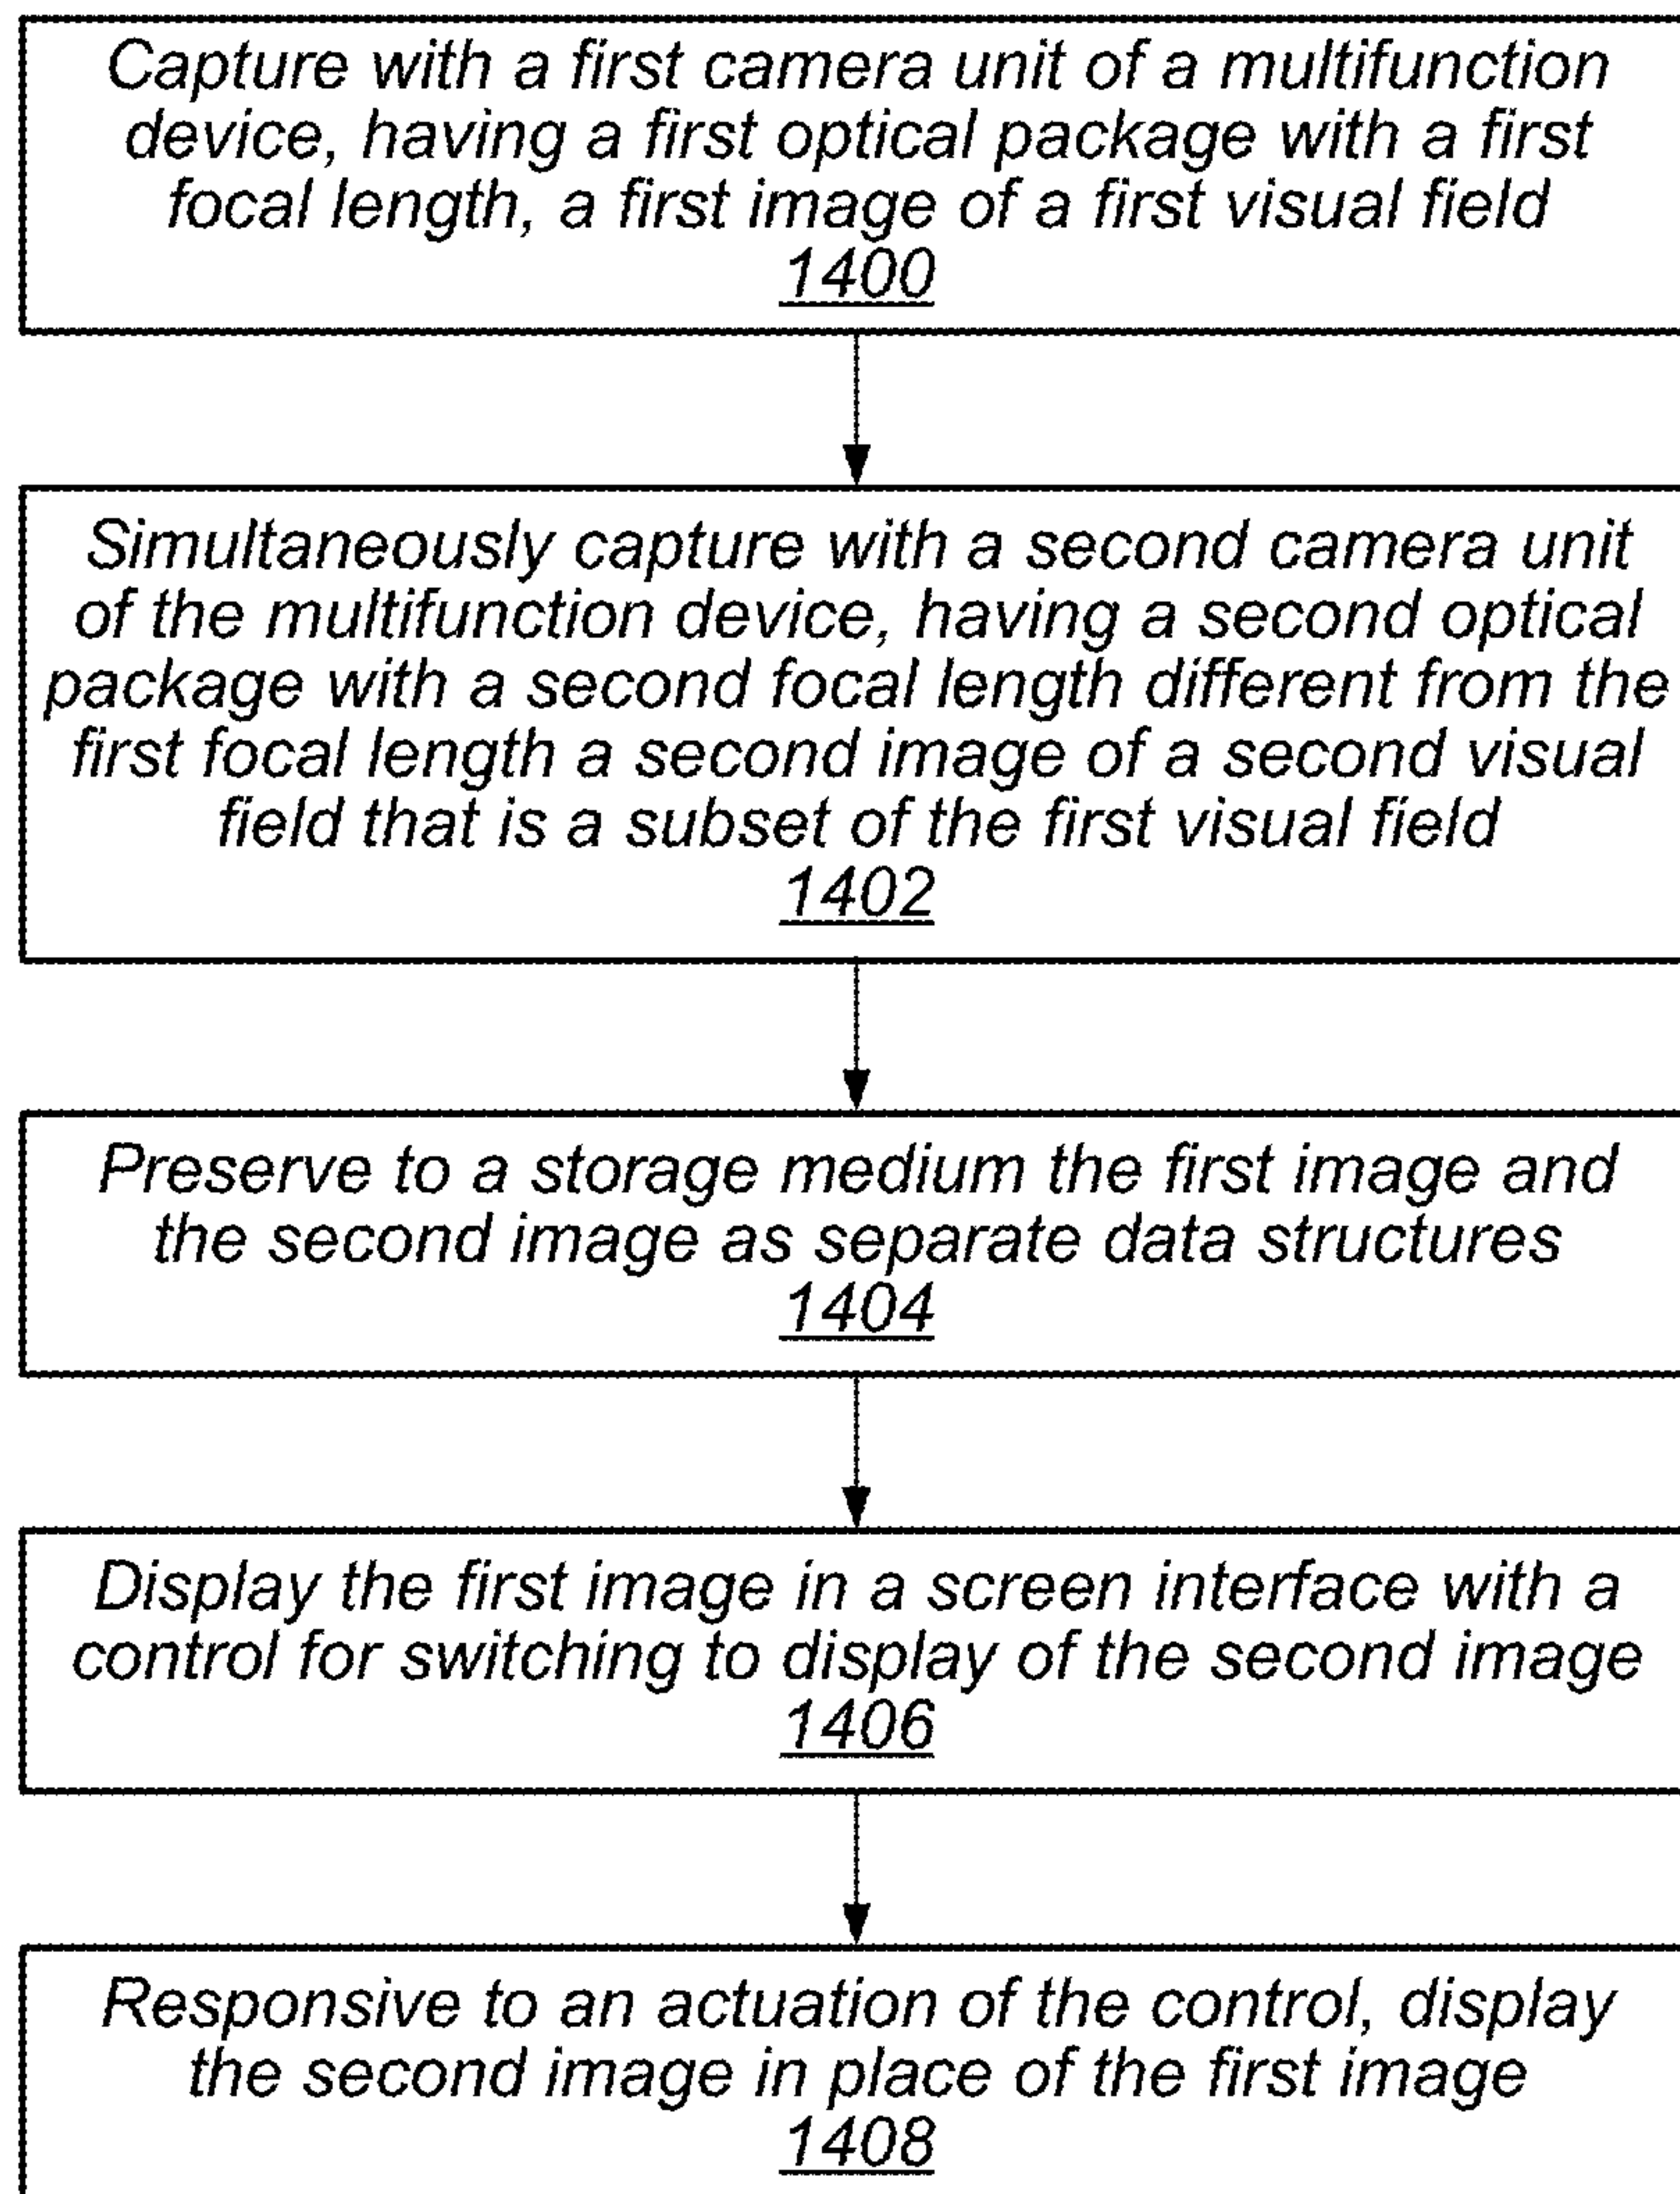 Capture with a first camera unit of a multifunction
device, having a first optical package with a first
focal length, a first image of a first visual field
1400
Simultaneously capture with a second camera unit
of the multifunction device, having a second optical
package with a second focal length different from the
first focal length a second image of a second visual
field that is a subset of the first visual field
1402
Preserve to a storage medium the first image and
the second image as separate data structures
1404
Display the first image in a screen interface with a
control for switching to display of the second image
1406
Responsive to an actuation of the control, display
the second image in place of the first image
1408